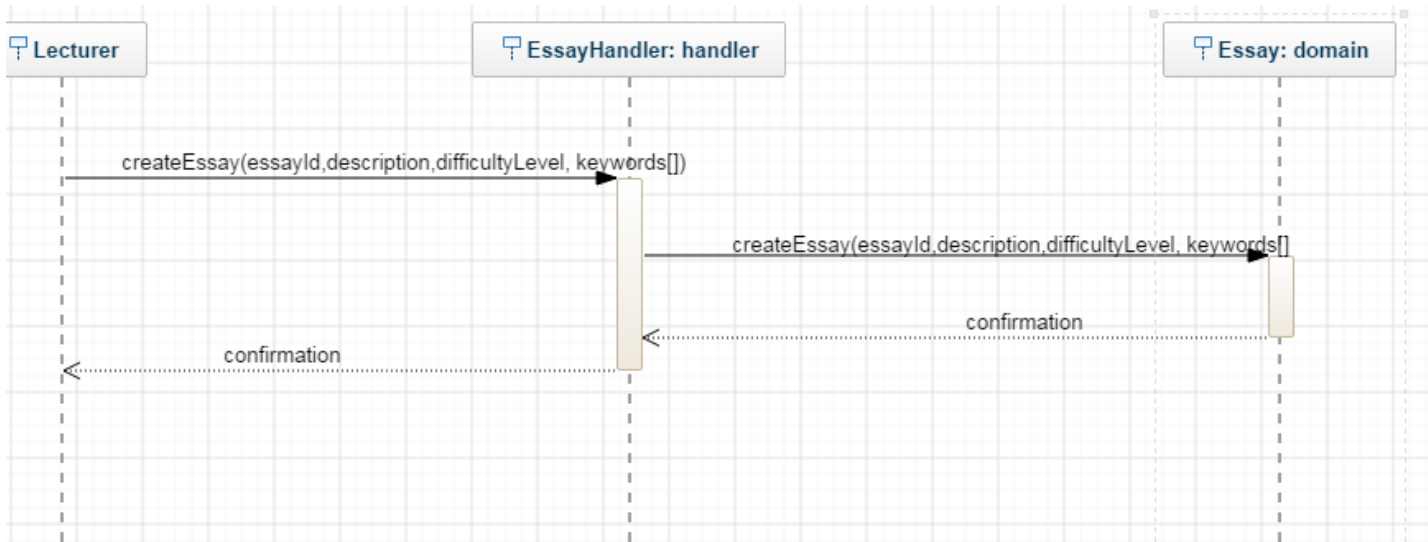 Lecturer
EssayHandler: handler
Essay: domain
createEssay(essayId,description,difficultyLevel, keywords[])
createEssay(essayId,description,difficultyLevel, keywords[]
confirmation
confirmation